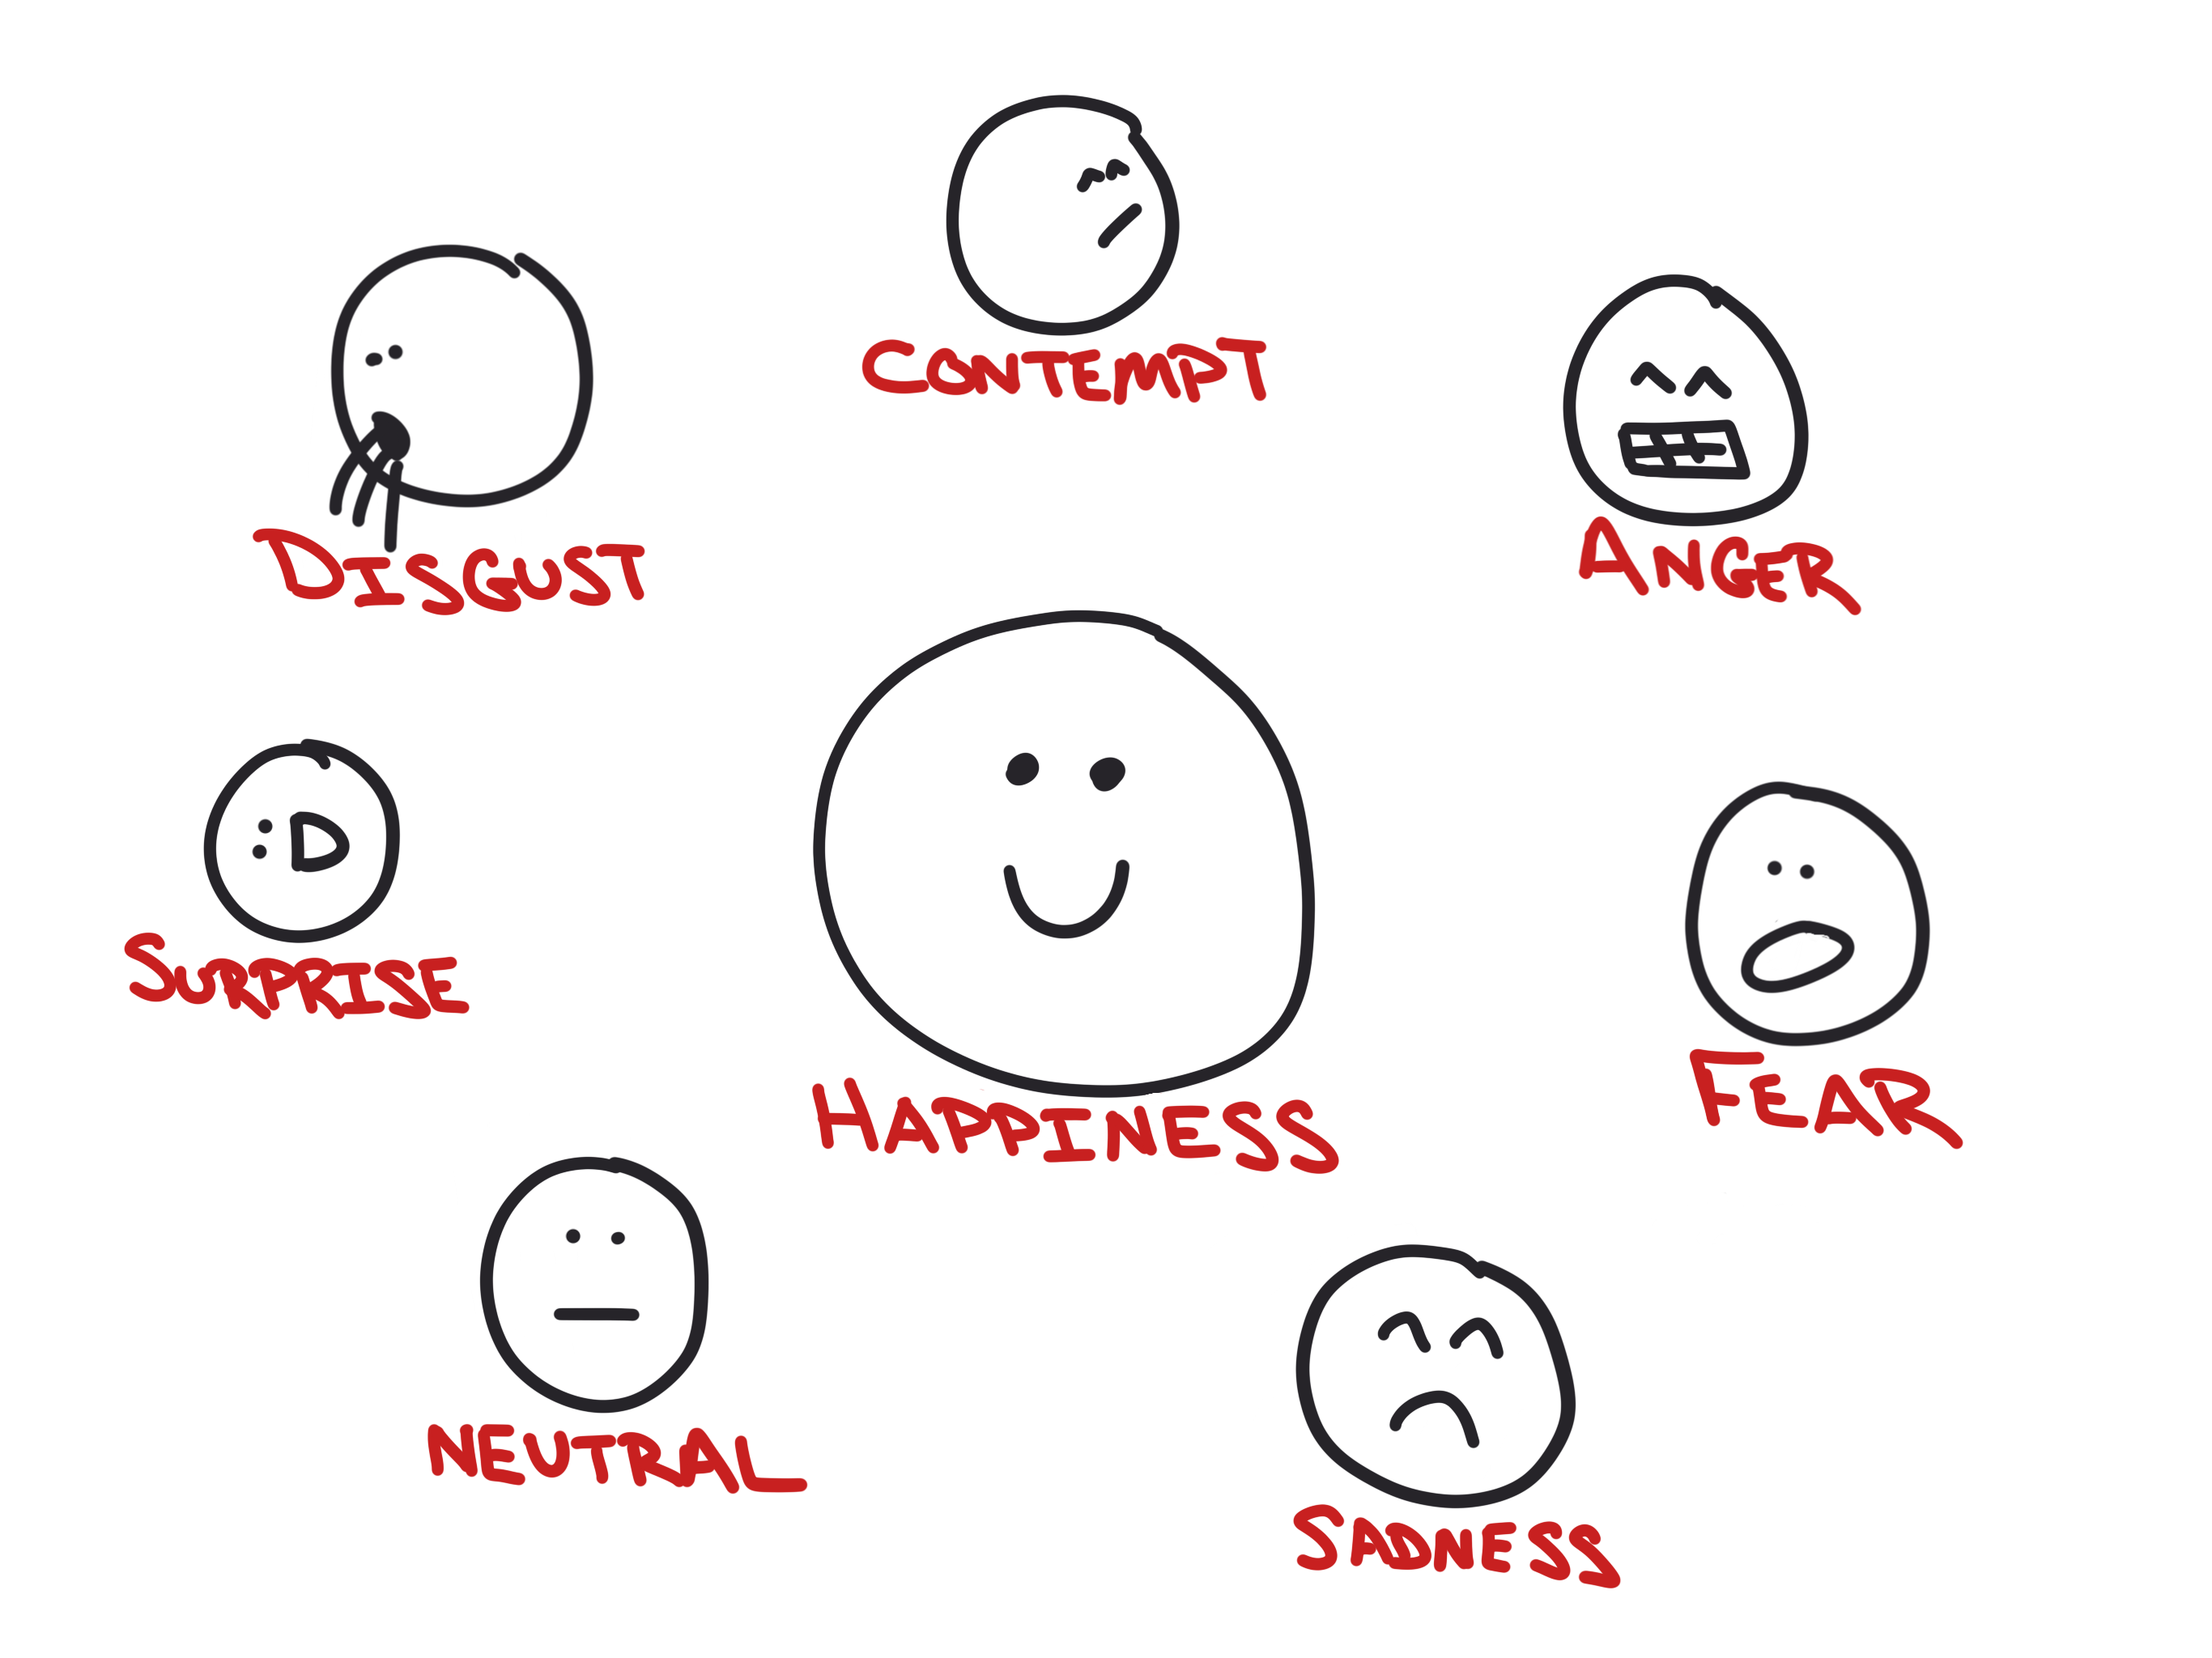 CONTEMPT
DISGUST
ANGER
SURPRISE
HAPPINESS
FEAR
NEUTRAL
SADNESS